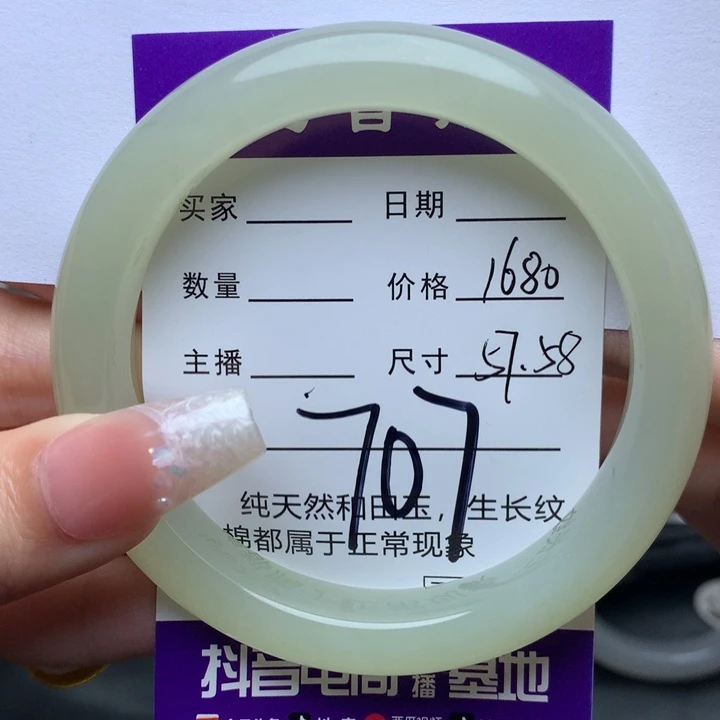 音
买家 日期
数量 价格 1680
主播 尺寸 57.58
707
纯天然和田玉，生长纹
棉都属于正常现象
抖音电商 播基地